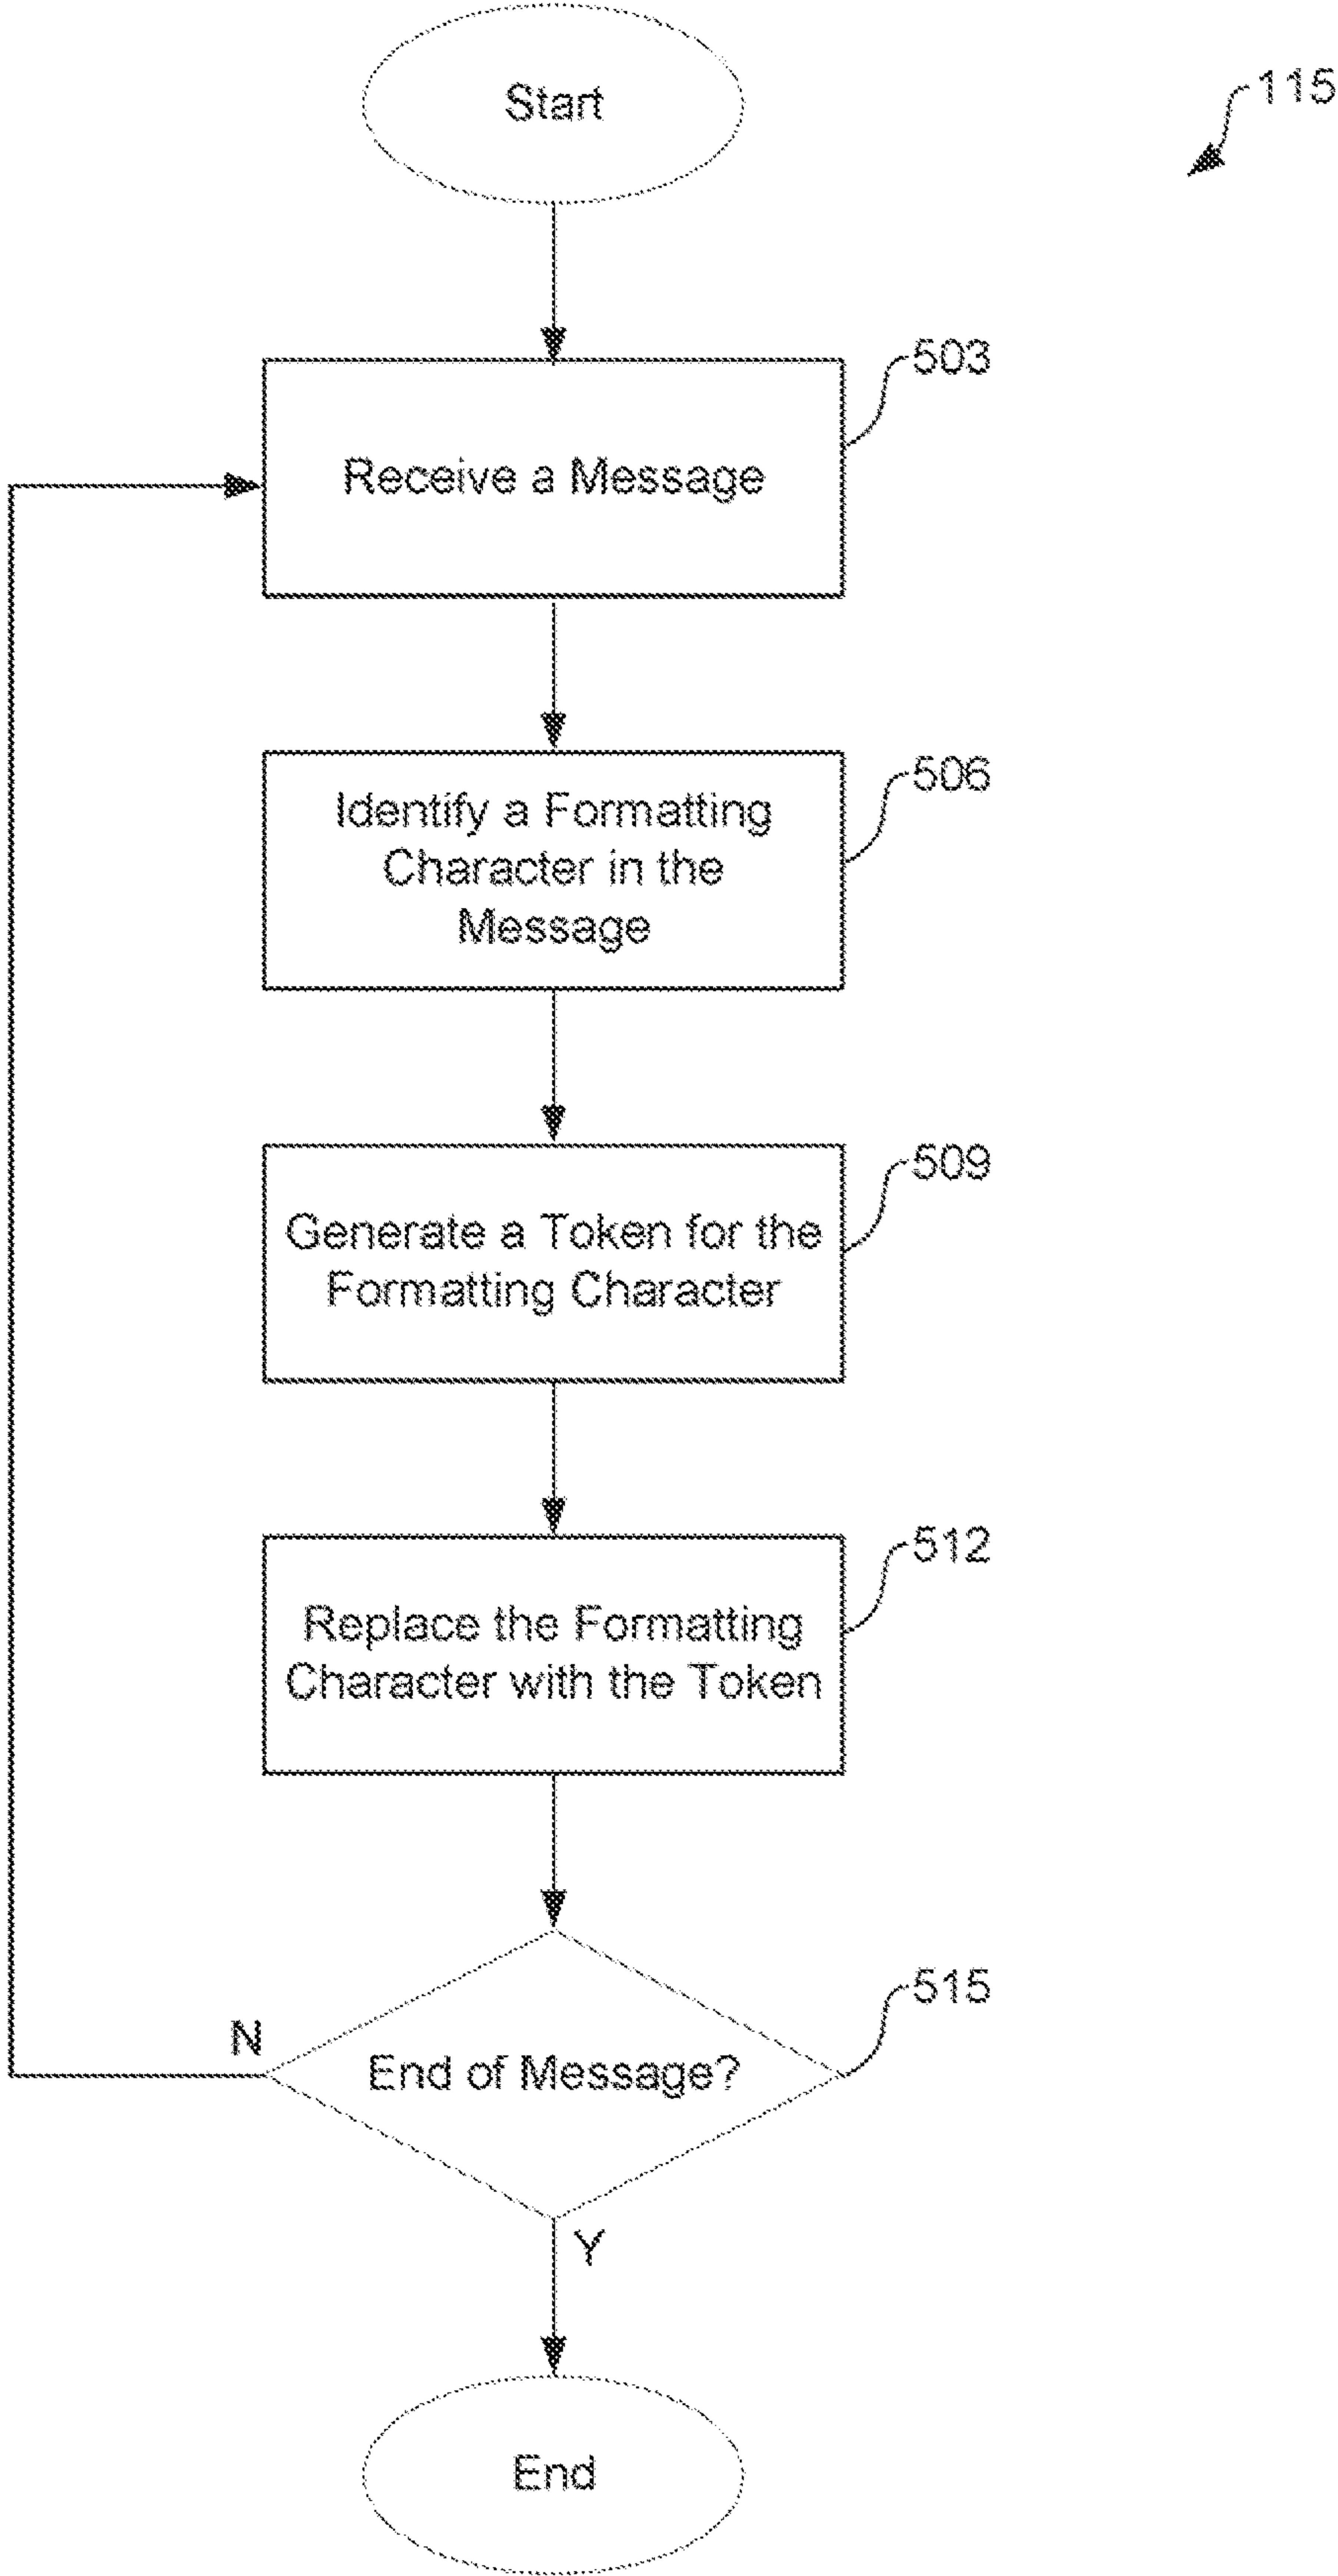 Start
115
503
Receive a Message
506
Identify a Formatting
Character in the
Message
509
Generate a Token for the
Formatting Character
512
Replace the Formatting
Character with the Token
515
N
End of Message?
Y
End